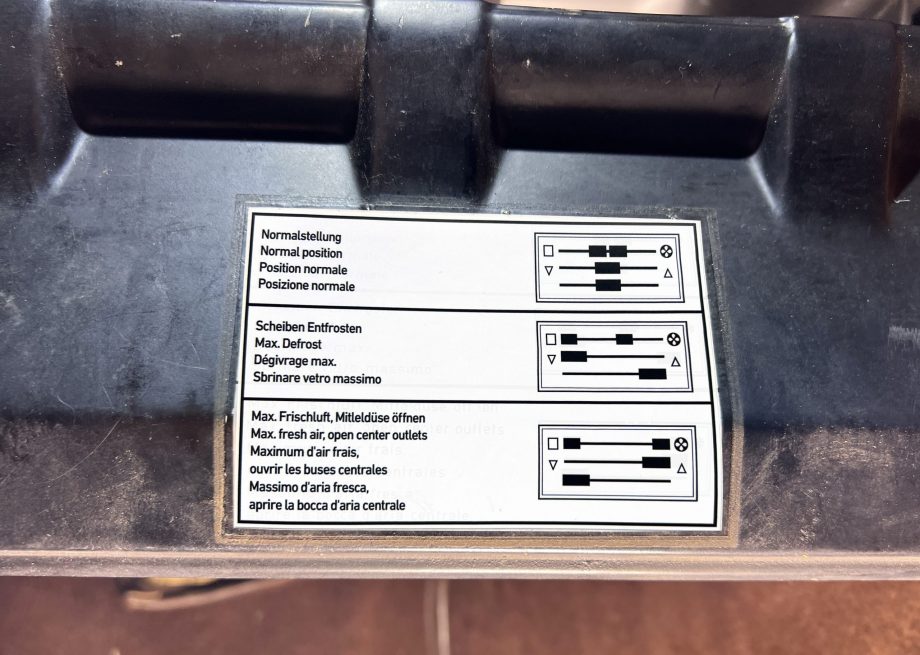 Normalstellung
Normal position
Position normale
Posizione normale
Scheiben Entfrosten
Max. Defrost
Dégivrage max.
Sbrinare vetro massimo
Max. Frischluft, Mitleldüse öffnen
Max. fresh air, open center outlets
Maximum d'air frais,
ouvrir les buses centrales
Massimo d'aria fresca,
aprire la bocca d'aria centrale